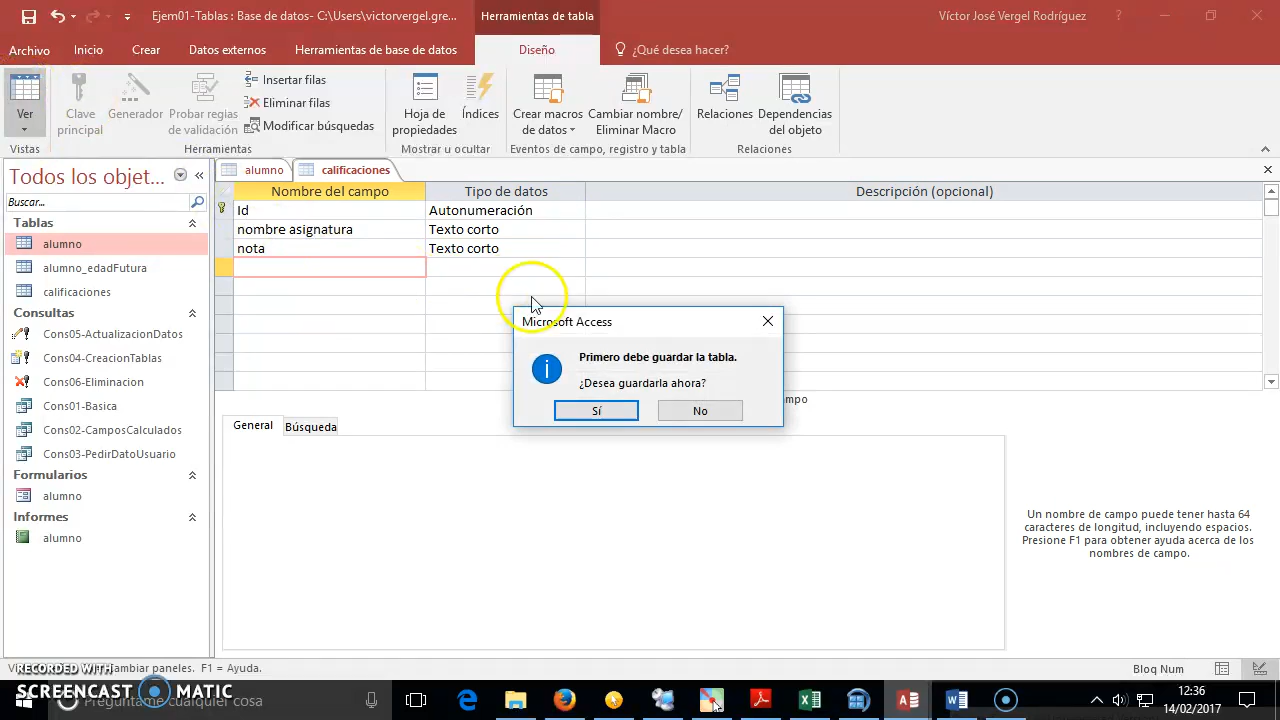 Ejem01-Tablas : Base de datos- C:\Users\victorvergel.gre...
Herramientas de tabla
Víctor José Vergel Rodríguez
?
Archivo
Inicio
Crear
Datos externos
Herramientas de base de datos
Diseño
¿Qué desea hacer?
Ver
Clave principal
Generador
Probar reglas de validación
Insertar filas
Eliminar filas
Modificar búsquedas
Hoja de propiedades
Índices
Crear macros de datos
Cambiar nombre/ Eliminar Macro
Relaciones
Dependencias del objeto
Vistas
Herramientas
Mostrar u ocultar
Eventos de campo, registro y tabla
Relaciones
Todos los objet...
Buscar...
Tablas
alumno
alumno_edadFutura
calificaciones
Consultas
Cons05-ActualizacionDatos
Cons04-CreacionTablas
Cons06-Eliminacion
Cons01-Basica
Cons02-CamposCalculados
Cons03-PedirDatoUsuario
Formularios
alumno
Informes
alumno
alumno
calificaciones
Nombre del campo
Tipo de datos
Descripción (opcional)
Id
Autonumeración
nombre asignatura
Texto corto
nota
Texto corto
Microsoft Access
Primero debe guardar la tabla.
¿Desea guardarla ahora?
Sí
No
mpo
General
Búsqueda
Un nombre de campo puede tener hasta 64
caracteres de longitud, incluyendo espacios.
Presione F1 para obtener ayuda acerca de los
nombres de campo.
Cambiar paneles. F1 = Ayuda.
Bloq Num
RECORDED WITH
SCREENCAST MATIC
Pregúntame cualquier cosa
12:36
14/02/2017